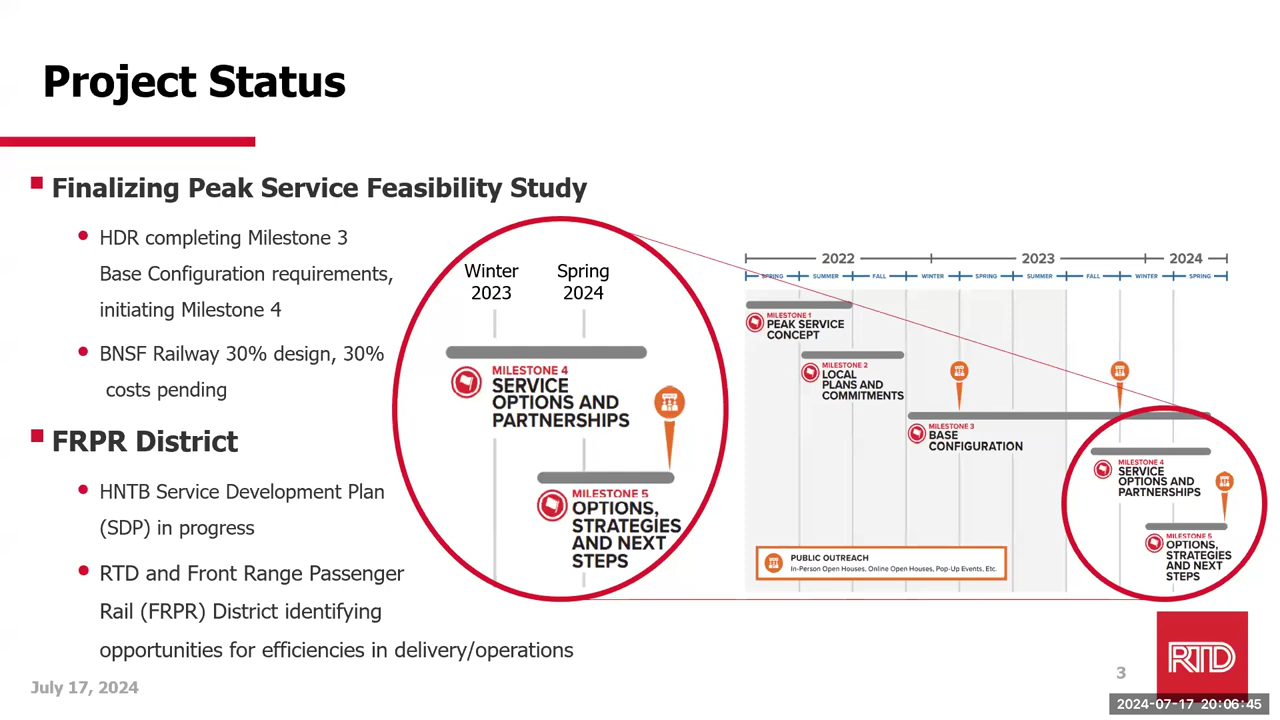 Project Status
Finalizing Peak Service Feasibility Study
HDR completing Milestone 3
Base Configuration requirements,
initiating Milestone 4
BNSF Railway 30% design, 30%
costs pending
FRPR District
HNTB Service Development Plan
(SDP) in progress
RTD and Front Range Passenger
Rail (FRPR) District identifying
opportunities for efficiencies in delivery/operations
Winter
2023
Spring
2024
MILESTONE 4
SERVICE
OPTIONS AND
PARTNERSHIPS
MILESTONE 5
OPTIONS,
STRATEGIES
AND NEXT
STEPS
2022 2023 2024
SPRING SUMMER FALL WINTER SPRING SUMMER FALL WINTER SPRING
MILESTONE 1
PEAK SERVICE
CONCEPT
MILESTONE 2
LOCAL
PLANS AND
COMMITMENTS
MILESTONE 3
BASE
CONFIGURATION
MILESTONE 4
SERVICE
OPTIONS AND
PARTNERSHIPS
MILESTONE 5
OPTIONS,
STRATEGIES
AND NEXT
STEPS
PUBLIC OUTREACH
In-Person Open Houses, Online Open Houses, Pop-Up Events, Etc.
July 17, 2024
3
RTD
2024-07-17 20:06:45